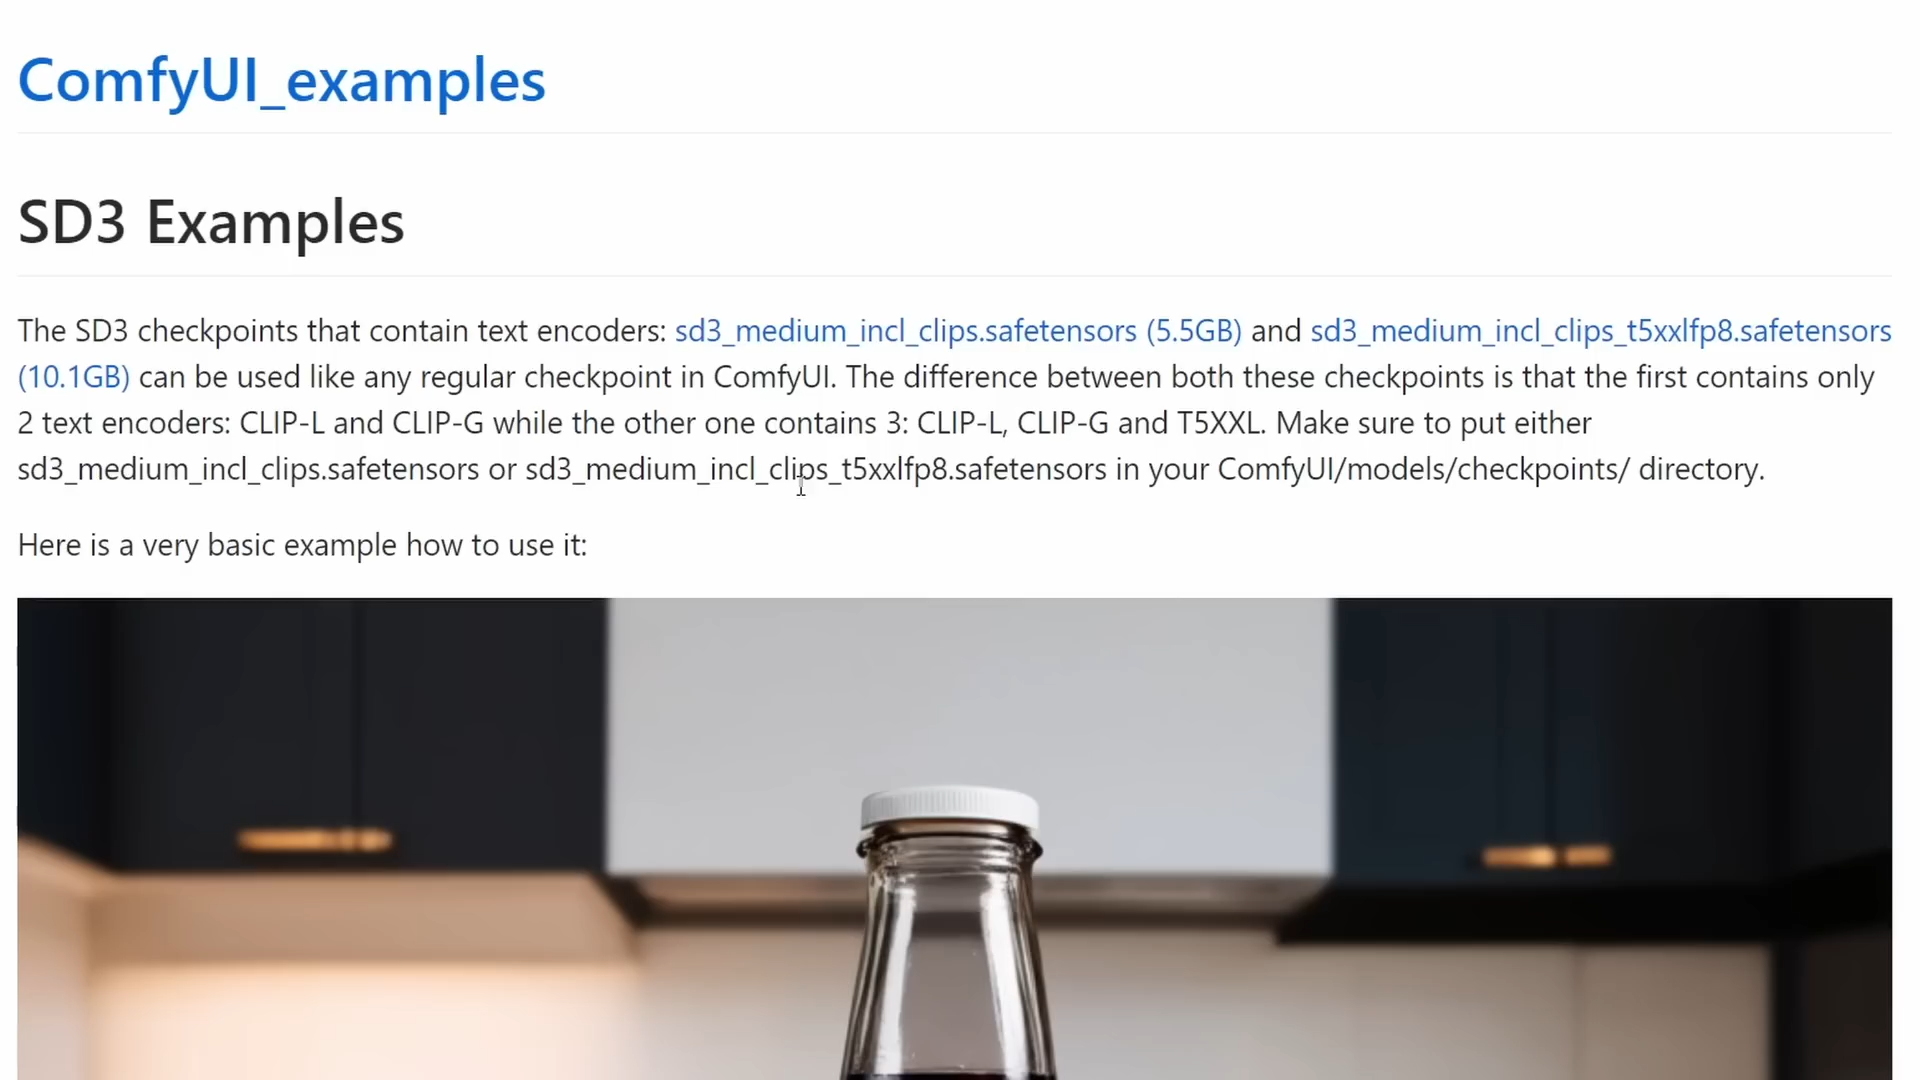 ComfyUI_examples
SD3 Examples
The SD3 checkpoints that contain text encoders: sd3_medium_incl_clips.safetensors (5.5GB) and sd3_medium_incl_clips_t5xxlfp8.safetensors
(10.1GB) can be used like any regular checkpoint in ComfyUI. The difference between both these checkpoints is that the first contains only
2 text encoders: CLIP-L and CLIP-G while the other one contains 3: CLIP-L, CLIP-G and T5XXL. Make sure to put either
sd3_medium_incl_clips.safetensors or sd3_medium_incl_clips_t5xxlfp8.safetensors in your ComfyUI/models/checkpoints/ directory.
Here is a very basic example how to use it: